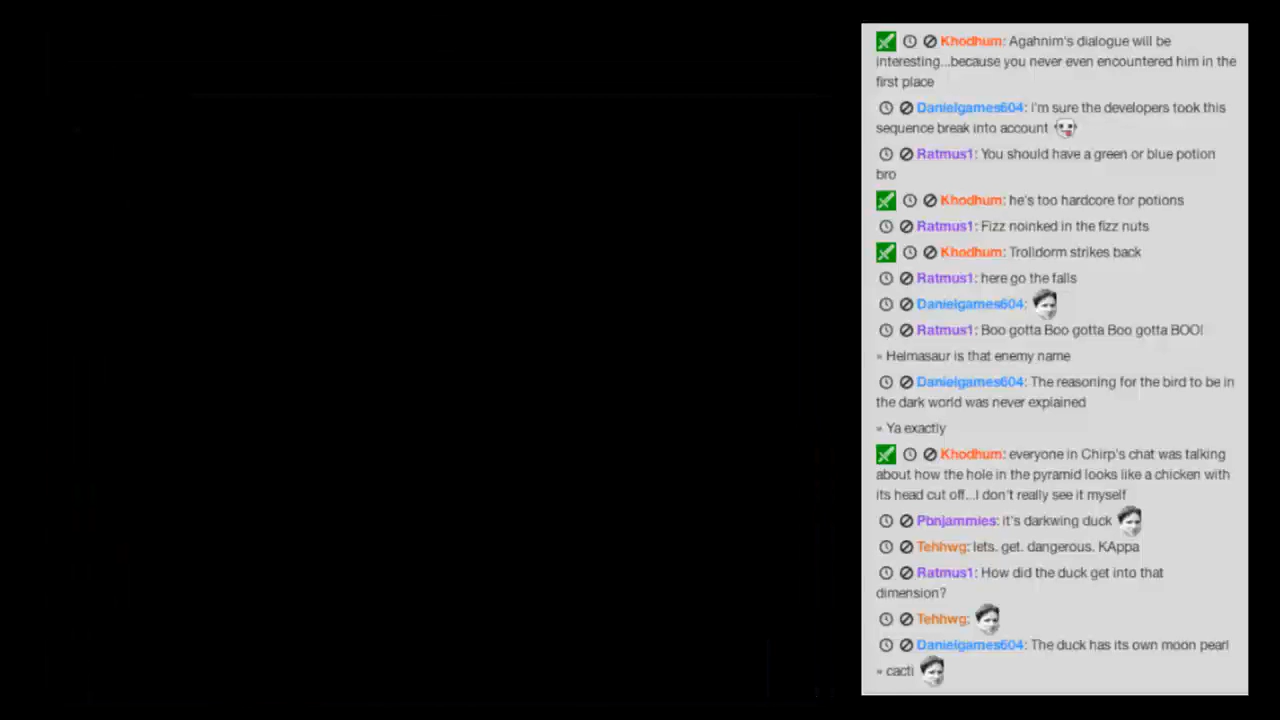 Khodhum: Agahnim's dialogue will be
interesting...because you never even encountered him in the
first place
Danielgames604: I'm sure the developers took this
sequence break into account
Ratmus1: You should have a green or blue potion
bro
Khodhum: he's too hardcore for potions
Ratmus1: Fizz noinked in the fizz nuts
Khodhum: Trolldorm strikes back
Ratmus1: here go the falls
Danielgames604:
Ratmus1: Boo gotta Boo gotta Boo gotta BOO!
» Helmasaur is that enemy name
Danielgames604: The reasoning for the bird to be in
the dark world was never explained
» Ya exactly
Khodhum: everyone in Chirp's chat was talking
about how the hole in the pyramid looks like a chicken with
its head cut off...I don't really see it myself
Pbnjammies: it's darkwing duck
Tehhwg: lets. get. dangerous. KAppa
Ratmus1: How did the duck get into that
dimension?
Tehhwg:
Danielgames604: The duck has its own moon pearl
» cacti